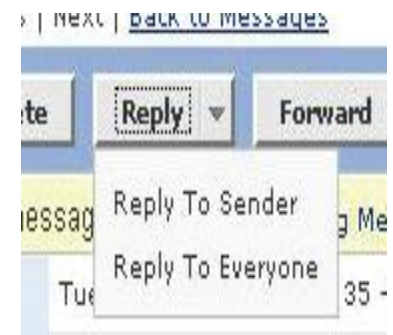 | Next | Back to Messages
Reply Forward
Reply To Sender
Reply To Everyone
Tue 35 -